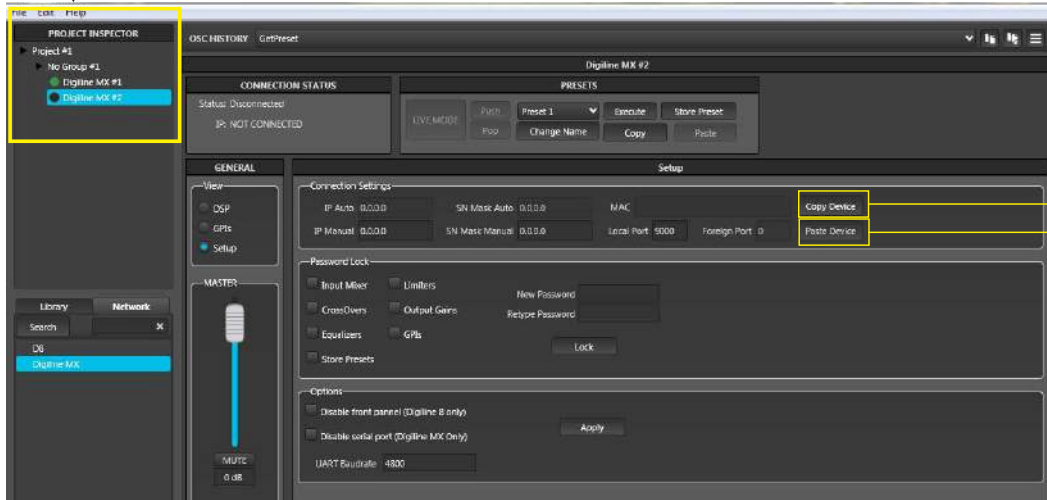 File Edit Help
PROJECT INSPECTOR
Project #1
No Group #1
Digiline MX #1
Digiline MX #2
OSC HISTORY GetPreset
Digiline MX #2
CONNECTION STATUS
Status: Disconnected
IP: NOT CONNECTED
PRESETS
LIVE MODE
Push Preset 1 Execute Store Preset
Pop Change Name Copy Paste
GENERAL
View
DSP
GPIs
Setup
MASTER
MUTE
0 dB
Setup
Connection Settings
IP Auto 0.0.0.0 SN Mask Auto 0.0.0.0 MAC Copy Device
IP Manual 0.0.0.0 SN Mask Manual 0.0.0.0 Local Port 9000 Foreign Port 0 Paste Device
Password Lock
Input Mixer Limiters
CrossOvers Output Gains
Equalizers GPIs
Store Presets
New Password
Retype Password
Lock
Options
Disable front pannel (Digiline 8 only)
Disable serial port (Digiline MX Only)
Apply
UART Baudrate 4800
Library Network
Search X
D8
Digiline MX